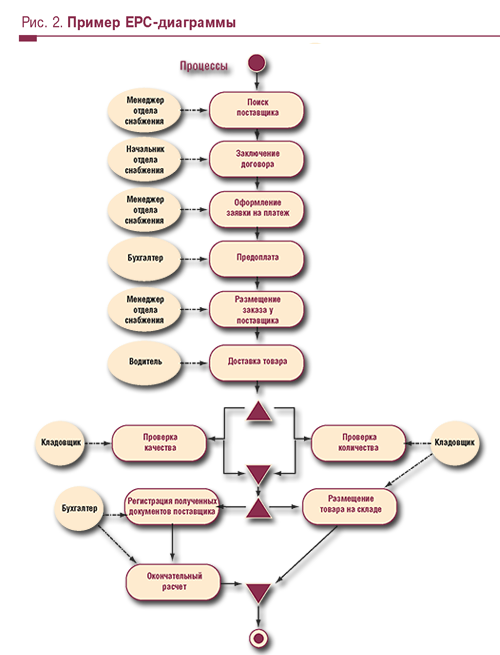 Рис. 2. Пример EPC-диаграммы
Процессы
Менеджер
отдела
снабжения
Поиск
поставщика
Начальник
отдела
снабжения
Заключение
договора
Менеджер
отдела
снабжения
Оформление
заявки на платеж
Бухгалтер
Предоплата
Менеджер
отдела
снабжения
Размещение
заказа у
поставщика
Водитель
Доставка товара
Кладовщик
Проверка
качества
Проверка
количества
Кладовщик
Бухгалтер
Регистрация полученных
документов поставщика
Размещение
товара на складе
Окончательный
расчет